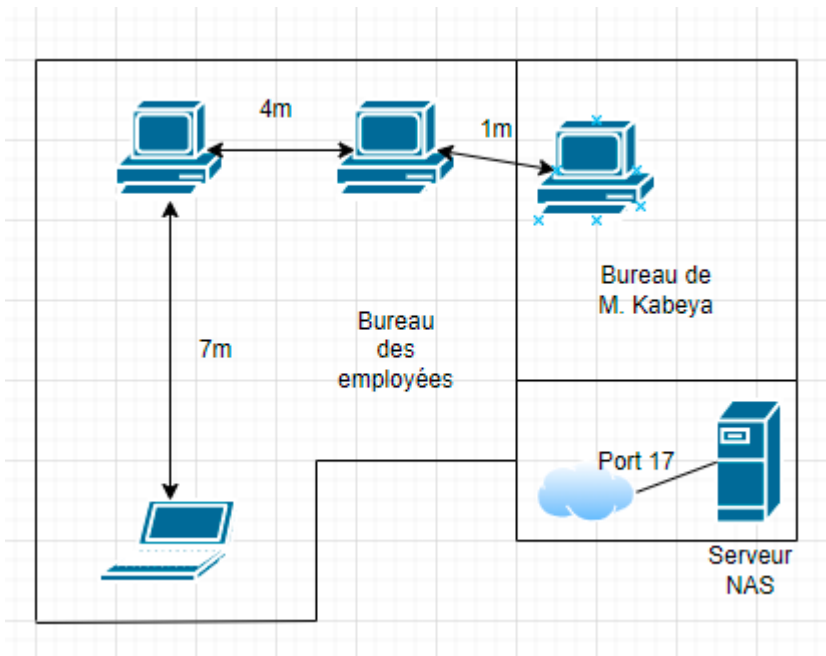 4m
1m
Bureau de
M. Kabeya
Bureau
des
employées
7m
Port 17
Serveur
NAS